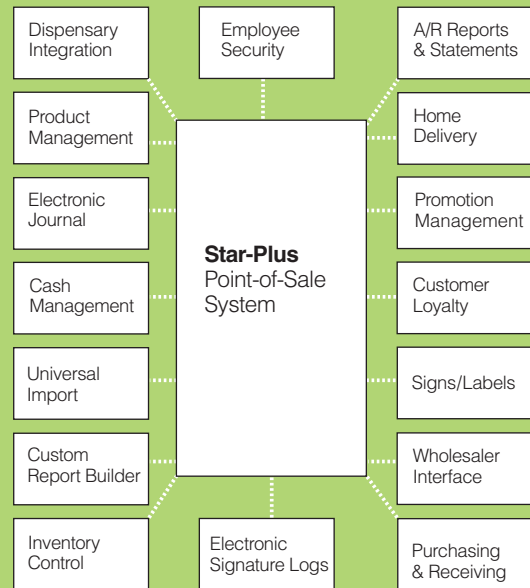 Dispensary
Integration
Employee
Security
A/R Reports
& Statements
Product
Management
Home
Delivery
Electronic
Journal
Promotion
Management
Star-Plus
Point-of-Sale
System
Cash
Management
Customer
Loyalty
Universal
Import
Signs/Labels
Custom
Report Builder
Wholesaler
Interface
Inventory
Control
Electronic
Signature Logs
Purchasing
& Receiving